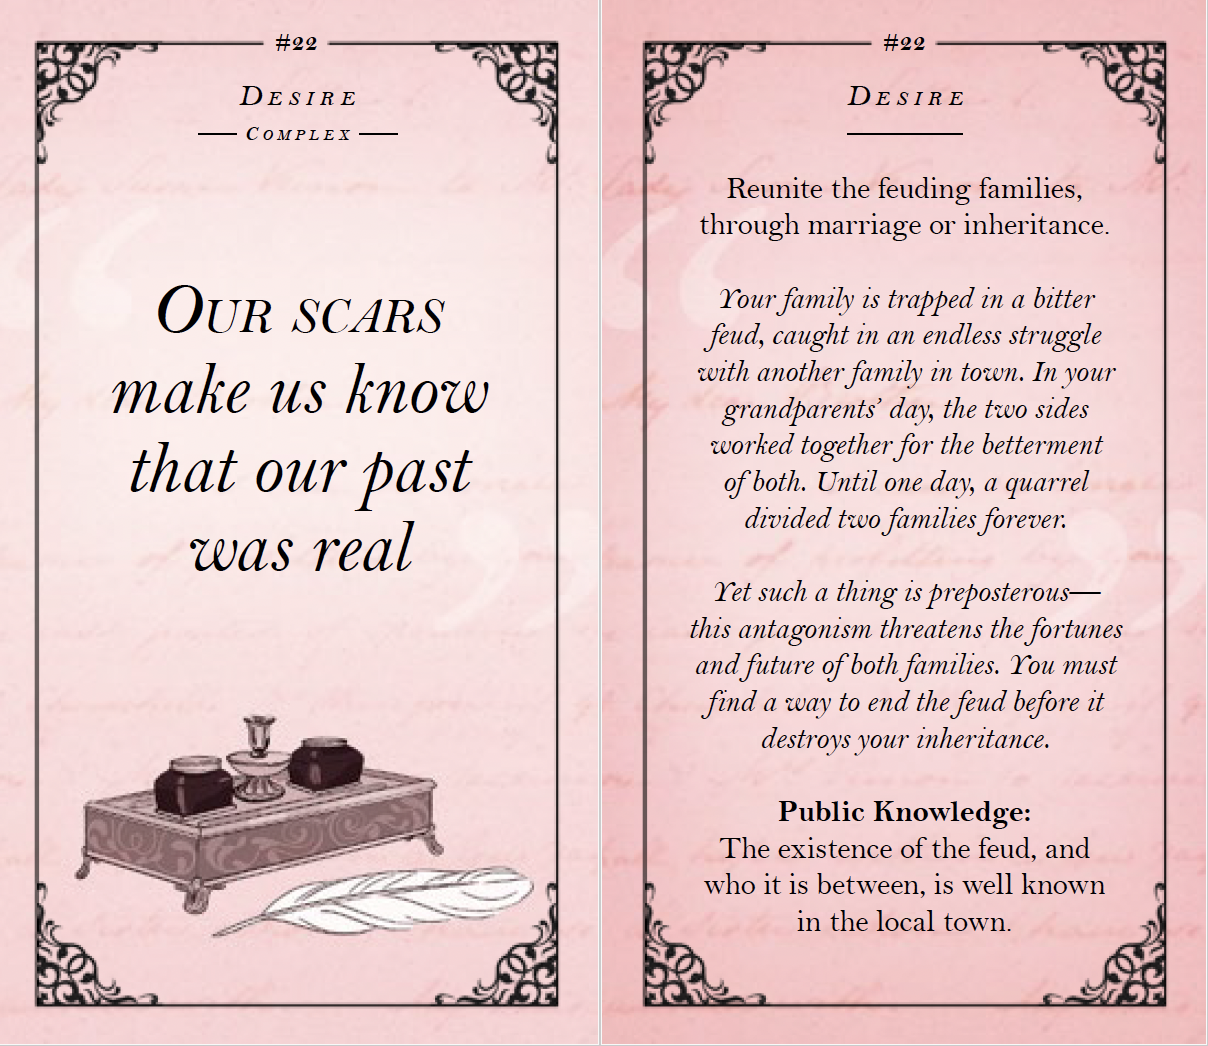 #22
DESIRE
COMPLEX
OUR SCARS
make us know
that our past
was real
#22
DESIRE
Reunite the feuding families,
through marriage or inheritance.
Your family is trapped in a bitter
feud, caught in an endless struggle
with another family in town. In your
grandparents’ day, the two sides
worked together for the betterment
of both. Until one day, a quarrel
divided two families forever.
Yet such a thing is preposterous—
this antagonism threatens the fortunes
and future of both families. You must
find a way to end the feud before it
destroys your inheritance.
Public Knowledge:
The existence of the feud, and
who it is between, is well known
in the local town.